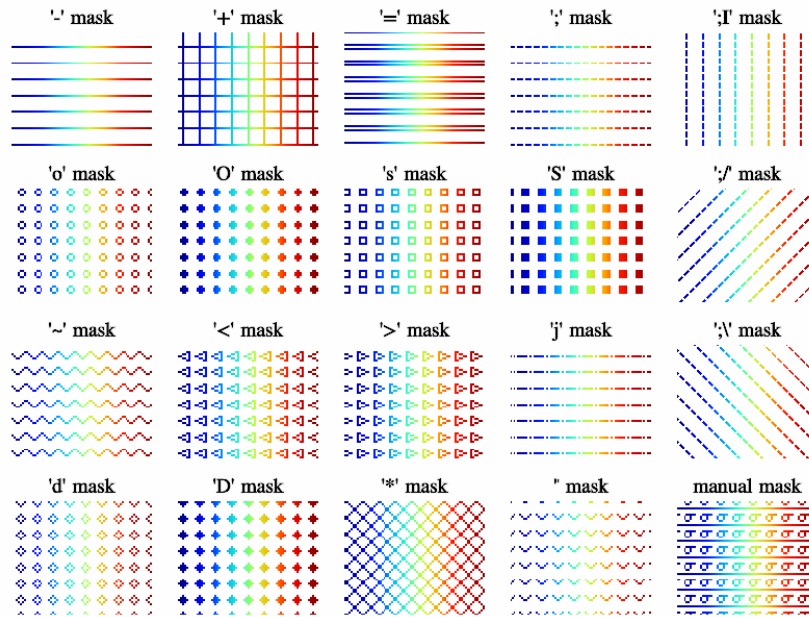 '-' mask '+' mask '=' mask ';' mask ';I' mask
'o' mask 'O' mask 's' mask 'S' mask ';/' mask
'~' mask '<' mask '>' mask 'j' mask ';\' mask
'd' mask 'D' mask '*' mask '' mask manual mask
σ σ σ σ σ σ σ σ
σ σ σ σ σ σ σ σ
σ σ σ σ σ σ σ σ
σ σ σ σ σ σ σ σ
σ σ σ σ σ σ σ σ
σ σ σ σ σ σ σ σ